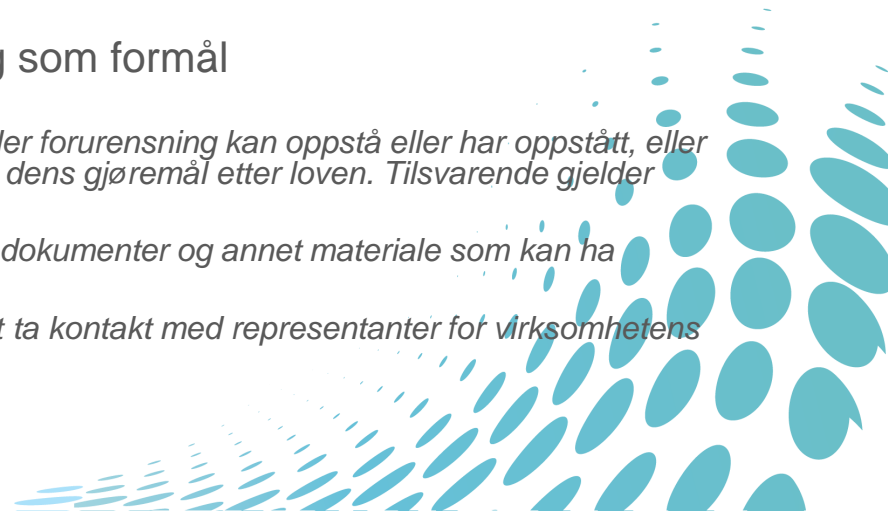 g som formål
ler forurensning kan oppstå eller har oppstått, eller
dens gjøremål etter loven. Tilsvarende gjelder
dokumenter og annet materiale som kan ha
t ta kontakt med representanter for virksomhetens